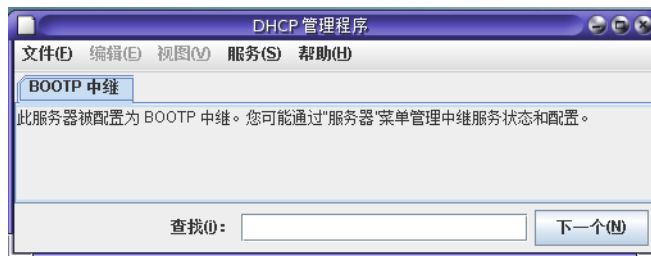 DHCP 管理程序
文件(F) 编辑(E) 视图(V) 服务(S) 帮助(H)
BOOTP 中继
此服务器被配置为 BOOTP 中继。您可能通过"服务器"菜单管理中继服务状态和配置。
查找(i): 下一个(N)